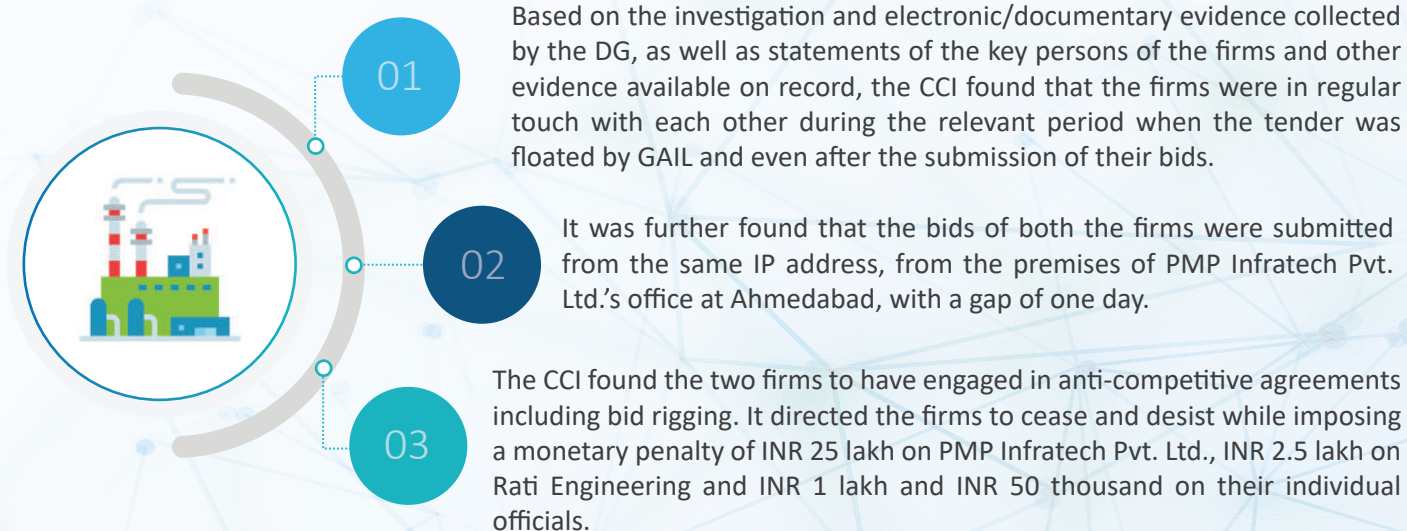 01
Based on the investigation and electronic/documentary evidence collected
by the DG, as well as statements of the key persons of the firms and other
evidence available on record, the CCI found that the firms were in regular
touch with each other during the relevant period when the tender was
floated by GAIL and even after the submission of their bids.
02
It was further found that the bids of both the firms were submitted
from the same IP address, from the premises of PMP Infratech Pvt.
Ltd.’s office at Ahmedabad, with a gap of one day.
03
The CCI found the two firms to have engaged in anti-competitive agreements
including bid rigging. It directed the firms to cease and desist while imposing
a monetary penalty of INR 25 lakh on PMP Infratech Pvt. Ltd., INR 2.5 lakh on
Rati Engineering and INR 1 lakh and INR 50 thousand on their individual
officials.